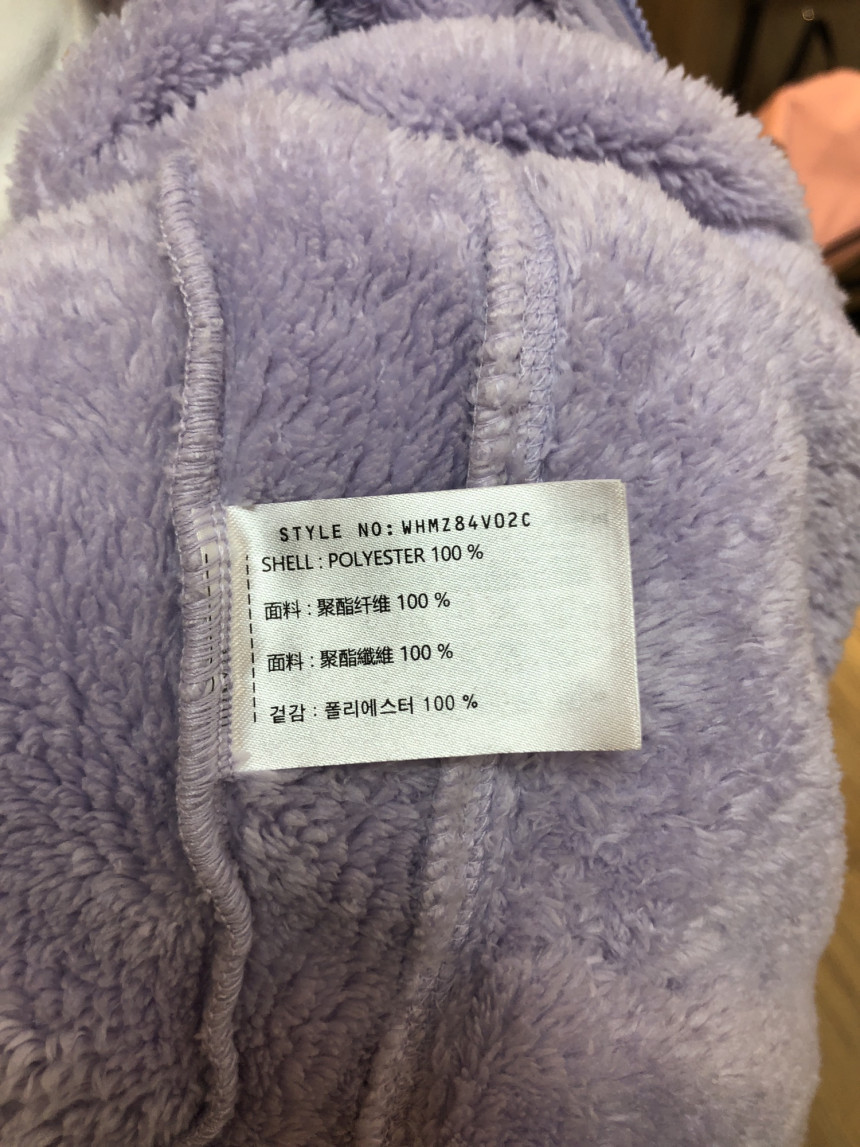 STYLE NO: WHMZ84V02C
SHELL : POLYESTER 100 %
面料 : 聚酯纤维 100 %
面料 : 聚酯纖維 100 %
겉감 : 폴리에스터 100 %